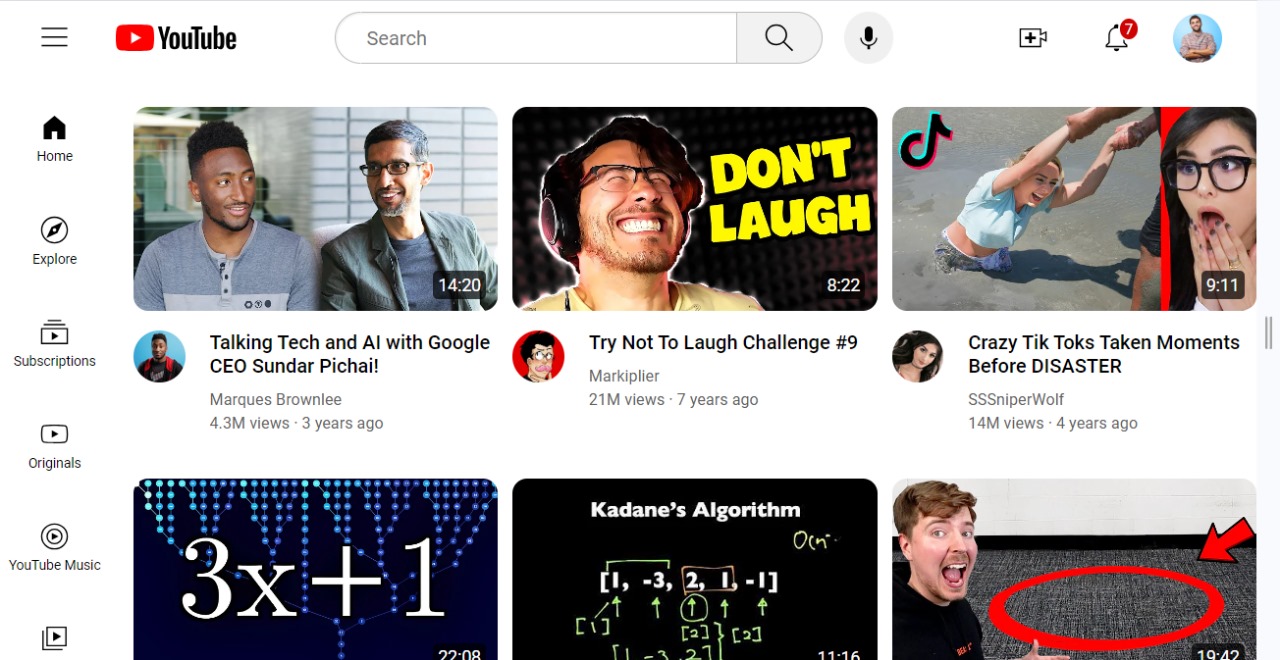 YouTube
Search
7
Home
Explore
Subscriptions
Originals
YouTube Music
DON'T
LAUGH
14:20
8:22
9:11
Talking Tech and AI with Google
CEO Sundar Pichai!
Marques Brownlee
4.3M views · 3 years ago
Try Not To Laugh Challenge #9
Markiplier
21M views · 7 years ago
Crazy Tik Toks Taken Moments
Before DISASTER
SSSniperWolf
14M views · 4 years ago
3x+1
22:08
Kadane's Algorithm
[1, -3, 2, 1, -1]
[1]
[2] [2]
11:16
19:42